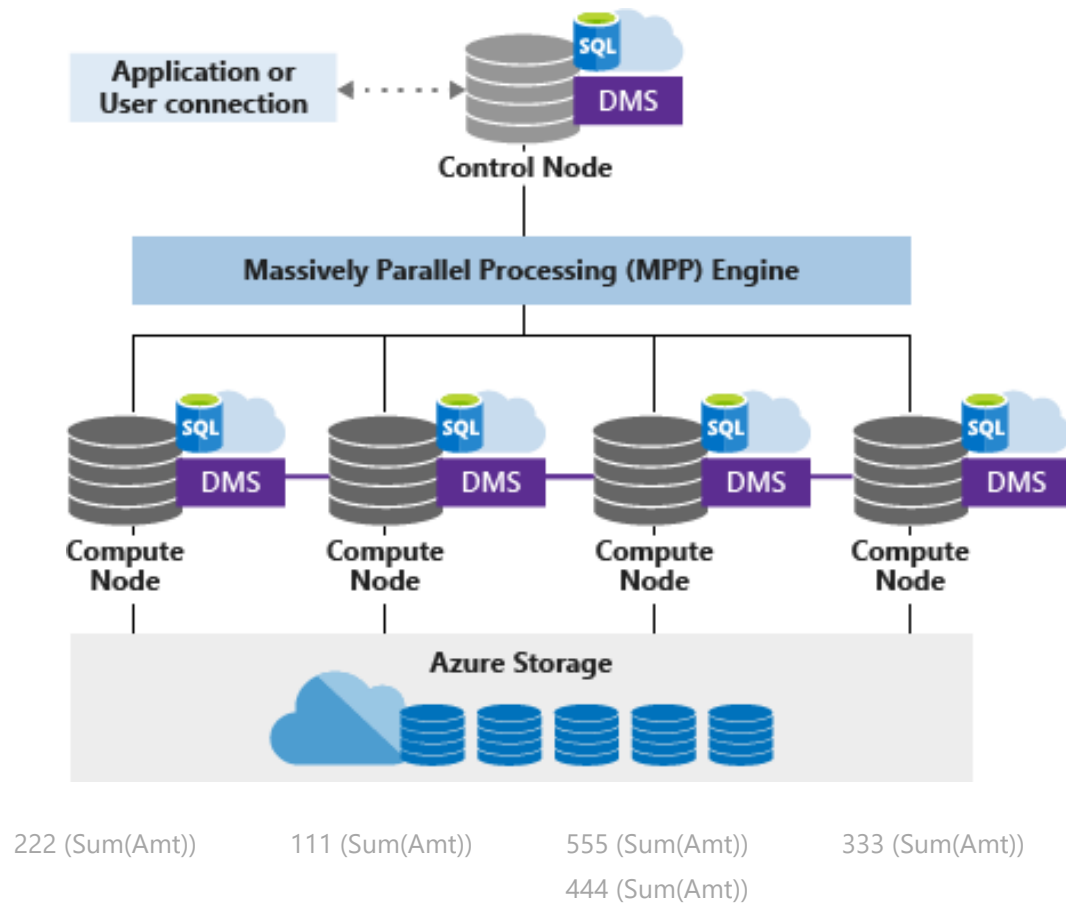 SQL
Application or
User connection
DMS
Control Node
Massively Parallel Processing (MPP) Engine
SQL SQL SQL SQL
DMS DMS DMS DMS
Compute Compute Compute Compute
Node Node Node Node
Azure Storage
222 (Sum(Amt)) 111 (Sum(Amt)) 555 (Sum(Amt)) 333 (Sum(Amt))
444 (Sum(Amt))